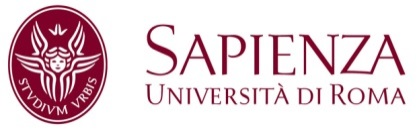 STVDIVM VRBIS
SAPIENZA
UNIVERSITÀ DI ROMA